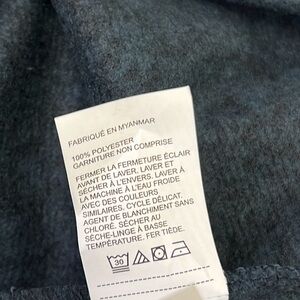 FABRIQUÉ EN MYANMAR
100% POLYESTER
GARNITURE NON COMPRISE
FERMER LA FERMETURE ÉCLAIR
AVANT DE LAVER. LAVER ET
SÉCHER À L'ENVERS. LAVER À
LA MACHINE À L'EAU FROIDE
AVEC DES COULEURS
SIMILAIRES. CYCLE DÉLICAT.
AGENT DE BLANCHIMENT SANS
CHLORE. SÉCHER AU
SÈCHE-LINGE À BASSE
TEMPÉRATURE. FER TIÈDE.
30